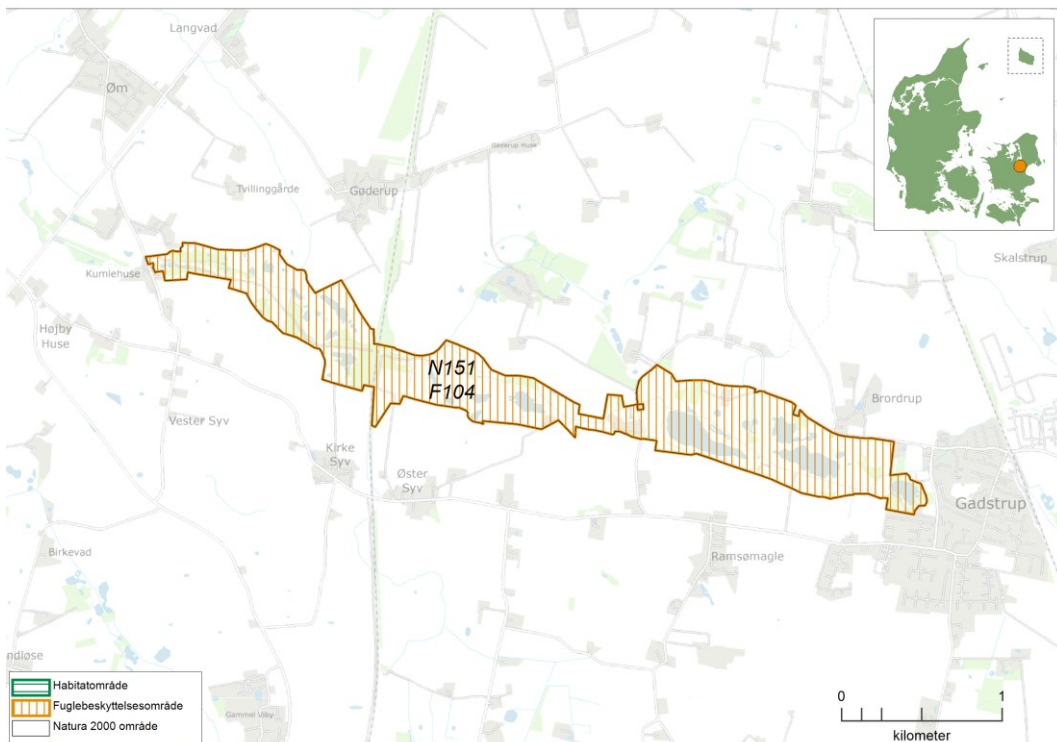 Langvad
Øm
Tvillinggårde
Gøderup
Gøderup Huse
Skalstrup
Kumlehuse
Højby
Huse
N151
F104
Brordrup
Vester Syv
Kirke
Syv
Øster
Syv
Gadstrup
Ramsømagle
Birkevad
ndløse
Gammel Viby
Habitatområde
Fuglebeskyttelsesområde
Natura 2000 område
0
1
kilometer